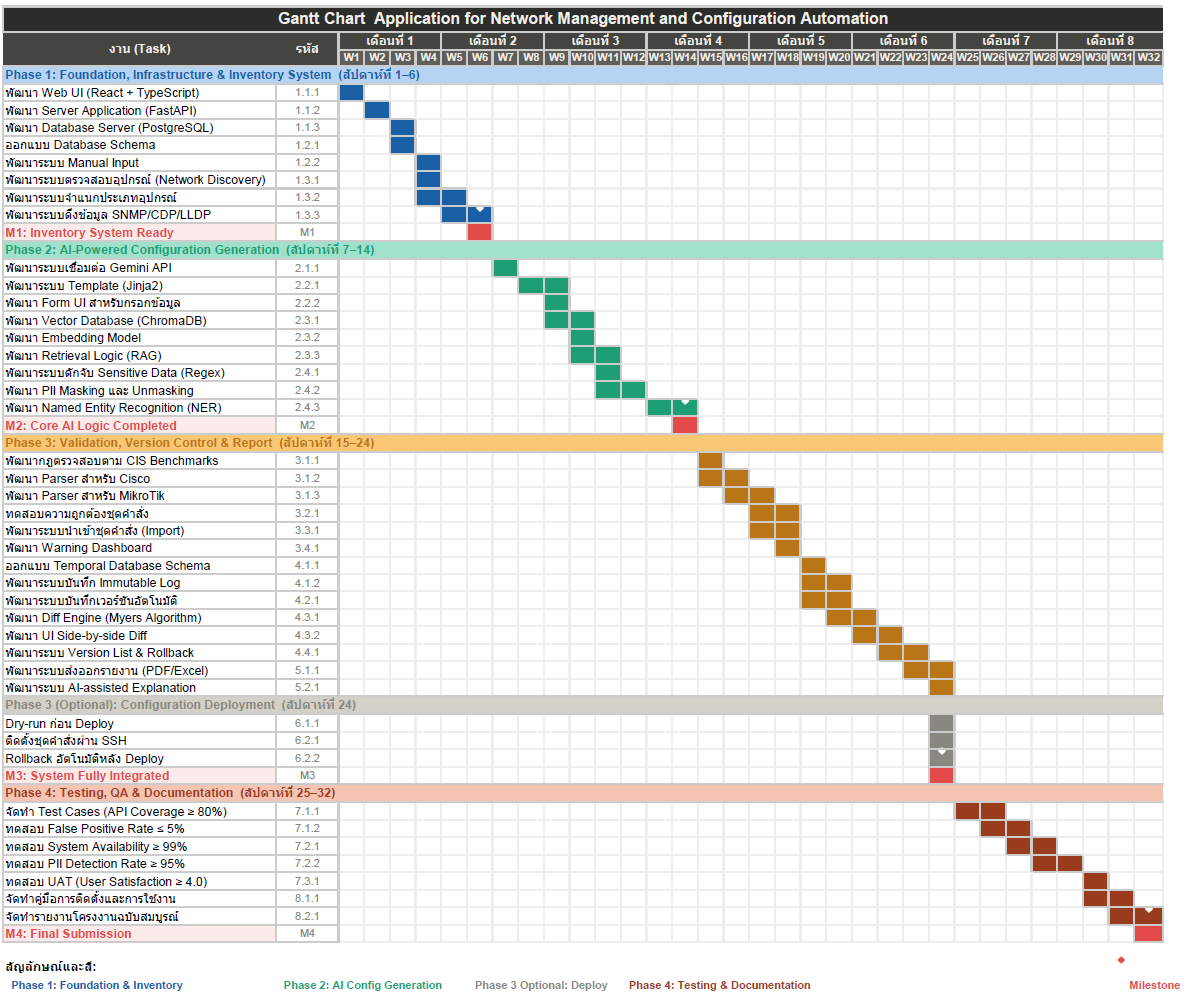 Gantt Chart  Application for Network Management and Configuration Automation
งาน (Task) รหัส เดือนที่ 1 เดือนที่ 2 เดือนที่ 3 เดือนที่ 4 เดือนที่ 5 เดือนที่ 6 เดือนที่ 7 เดือนที่ 8
W1 W2 W3 W4 W5 W6 W7 W8 W9 W10 W11 W12 W13 W14 W15 W16 W17 W18 W19 W20 W21 W22 W23 W24 W25 W26 W27 W28 W29 W30 W31 W32
Phase 1: Foundation, Infrastructure & Inventory System  (สัปดาห์ที่ 1–6)
พัฒนา Web UI (React + TypeScript) 1.1.1
พัฒนา Server Application (FastAPI) 1.1.2
พัฒนา Database Server (PostgreSQL) 1.1.3
ออกแบบ Database Schema 1.2.1
พัฒนาระบบ Manual Input 1.2.2
พัฒนาระบบตรวจสอบอุปกรณ์ (Network Discovery) 1.3.1
พัฒนาระบบจำแนกประเภทอุปกรณ์ 1.3.2
พัฒนาระบบดึงข้อมูล SNMP/CDP/LLDP 1.3.3
M1: Inventory System Ready M1
Phase 2: AI-Powered Configuration Generation  (สัปดาห์ที่ 7–14)
พัฒนาระบบเชื่อมต่อ Gemini API 2.1.1
พัฒนาระบบ Template (Jinja2) 2.2.1
พัฒนา Form UI สำหรับกรอกข้อมูล 2.2.2
พัฒนา Vector Database (ChromaDB) 2.3.1
พัฒนา Embedding Model 2.3.2
พัฒนา Retrieval Logic (RAG) 2.3.3
พัฒนาระบบดักจับ Sensitive Data (Regex) 2.4.1
พัฒนา PII Masking และ Unmasking 2.4.2
พัฒนา Named Entity Recognition (NER) 2.4.3
M2: Core AI Logic Completed M2
Phase 3: Validation, Version Control & Report  (สัปดาห์ที่ 15–24)
พัฒนากฎตรวจสอบตาม CIS Benchmarks 3.1.1
พัฒนา Parser สำหรับ Cisco 3.1.2
พัฒนา Parser สำหรับ MikroTik 3.1.3
ทดสอบความถูกต้องชุดคำสั่ง 3.2.1
พัฒนาระบบนำเข้าชุดคำสั่ง (Import) 3.3.1
พัฒนา Warning Dashboard 3.4.1
ออกแบบ Temporal Database Schema 4.1.1
พัฒนาระบบบันทึก Immutable Log 4.1.2
พัฒนาระบบบันทึกเวอร์ชันอัตโนมัติ 4.2.1
พัฒนา Diff Engine (Myers Algorithm) 4.3.1
พัฒนา UI Side-by-side Diff 4.3.2
พัฒนาระบบ Version List & Rollback 4.4.1
พัฒนาระบบส่งออกรายงาน (PDF/Excel) 5.1.1
พัฒนาระบบ AI-assisted Explanation 5.2.1
Phase 3 (Optional): Configuration Deployment  (สัปดาห์ที่ 24)
Dry-run ก่อน Deploy 6.1.1
ติดตั้งชุดคำสั่งผ่าน SSH 6.2.1
Rollback อัตโนมัติหลัง Deploy 6.2.2
M3: System Fully Integrated M3
Phase 4: Testing, QA & Documentation  (สัปดาห์ที่ 25–32)
จัดทำ Test Cases (API Coverage ≥ 80%) 7.1.1
ทดสอบ False Positive Rate ≤ 5% 7.1.2
ทดสอบ System Availability ≥ 99% 7.2.1
ทดสอบ PII Detection Rate ≥ 95% 7.2.2
ทดสอบ UAT (User Satisfaction ≥ 4.0) 7.3.1
จัดทำคู่มือการติดตั้งและการใช้งาน 8.1.1
จัดทำรายงานโครงงานฉบับสมบูรณ์ 8.2.1
M4: Final Submission M4
สัญลักษณ์และสี:
Phase 1: Foundation & Inventory Phase 2: AI Config Generation Phase 3 Optional: Deploy Phase 4: Testing & Documentation Milestone